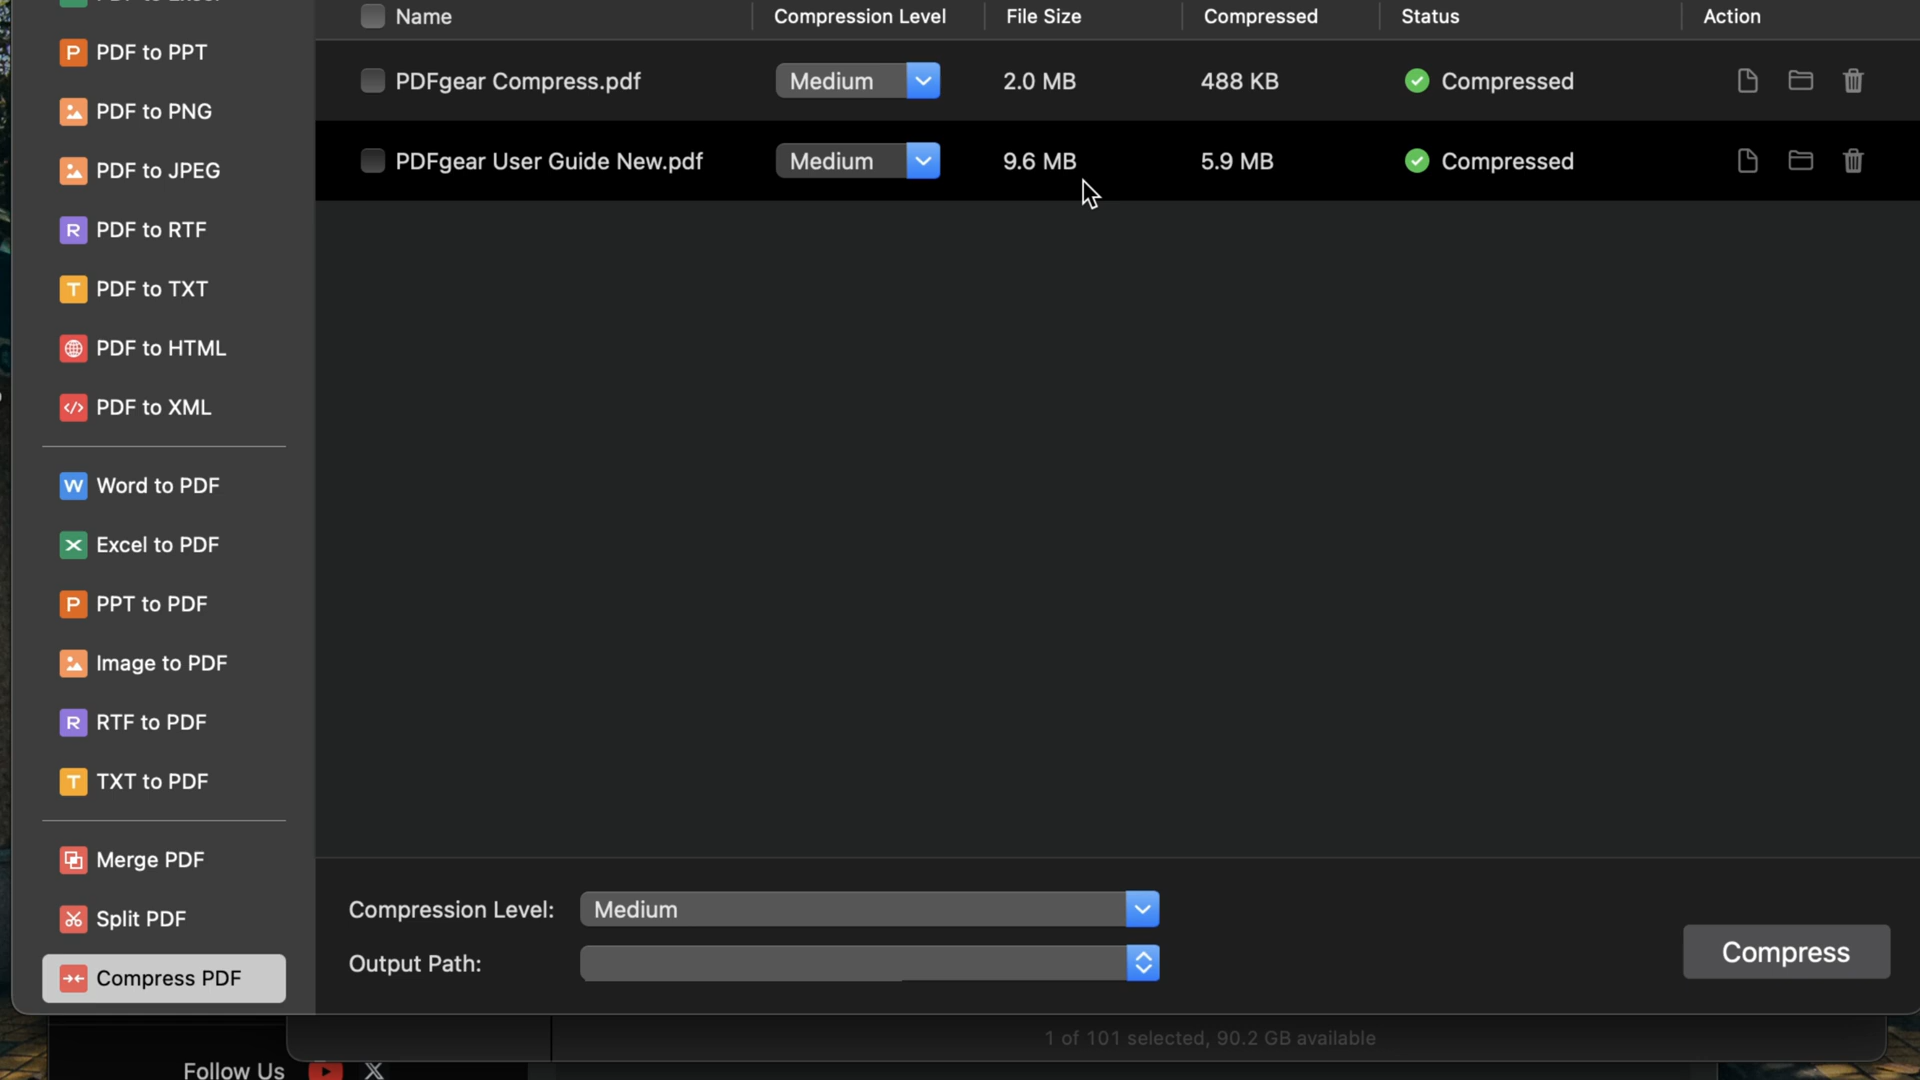 Name Compression Level File Size Compressed Status Action
PDF to PPT
PDFgear Compress.pdf Medium 2.0 MB 488 KB Compressed
PDF to PNG
PDFgear User Guide New.pdf Medium 9.6 MB 5.9 MB Compressed
PDF to JPEG
PDF to RTF
PDF to TXT
PDF to HTML
PDF to XML
Word to PDF
Excel to PDF
PPT to PDF
Image to PDF
RTF to PDF
TXT to PDF
Merge PDF
Split PDF
Compress PDF
Compression Level: Medium
Output Path:
Compress
1 of 101 selected, 90.2 GB available
Follow Us